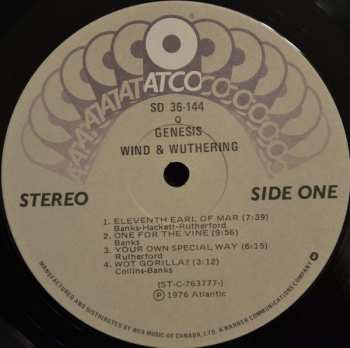 ATATATATATCOCOCOCOCO
SD 36-144
Q
GENESIS
WIND & WUTHERING
STEREO SIDE ONE
1. ELEVENTH EARL OF MAR (7:39)
Banks-Hackett-Rutherford
2. ONE FOR THE VINE (9:56)
Banks
3. YOUR OWN SPECIAL WAY (6:15)
Rutherford
4. WOT GORILLA? (3:12)
Collins-Banks
(ST-C-763777-)
℗ 1976 Atlantic
MANUFACTURED AND DISTRIBUTED BY WEA MUSIC OF CANADA, LTD. A WARNER COMMUNICATIONS COMPANY